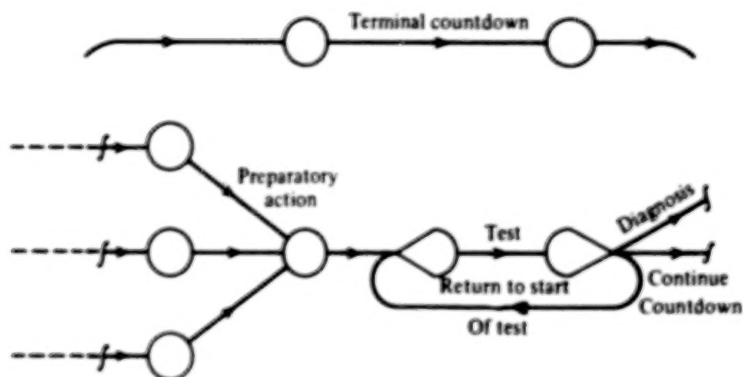 Terminal countdown
Preparatory
action
Diagnosis
Test
Return to start
Of test
Continue
Countdown